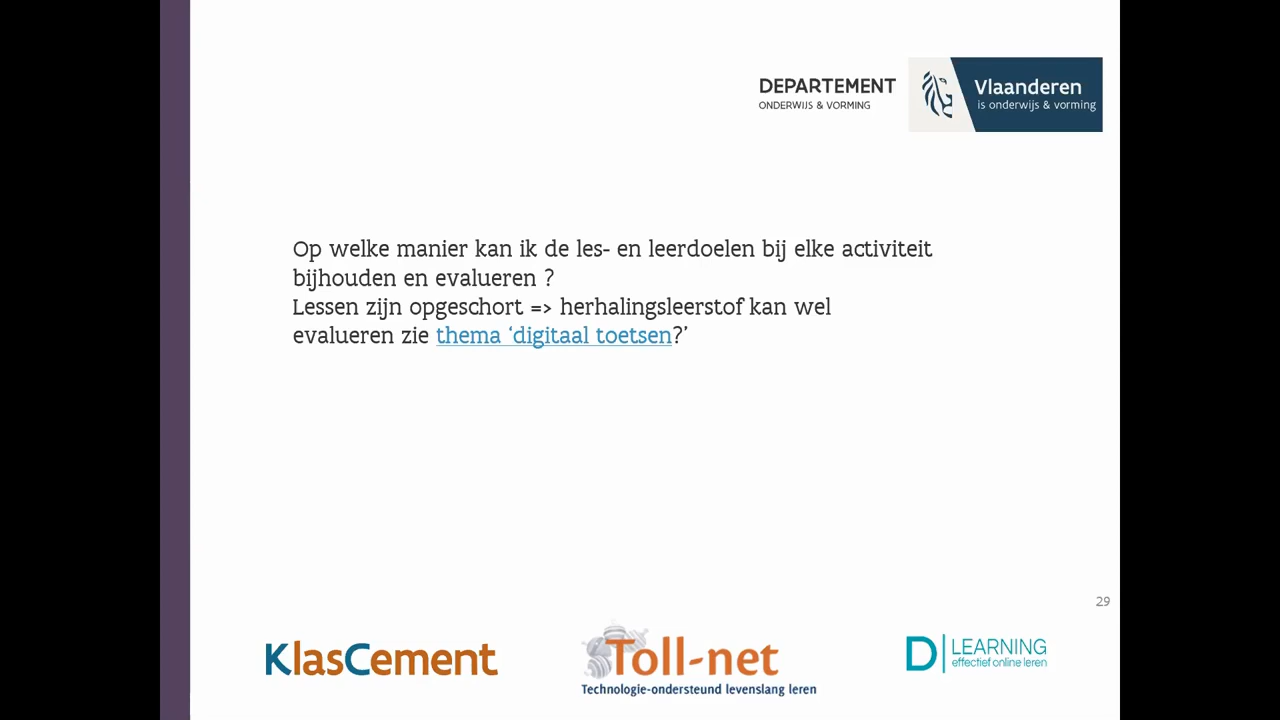 DEPARTEMENT
ONDERWIJS & VORMING
Vlaanderen
is onderwijs & vorming
Op welke manier kan ik de les- en leerdoelen bij elke activiteit
bijhouden en evalueren ?
Lessen zijn opgeschort => herhalingsleerstof kan wel
evalueren zie thema ‘digitaal toetsen?’
29
KlasCement
Toll-net
Technologie-ondersteund levenslang leren
D LEARNING
effectief online leren